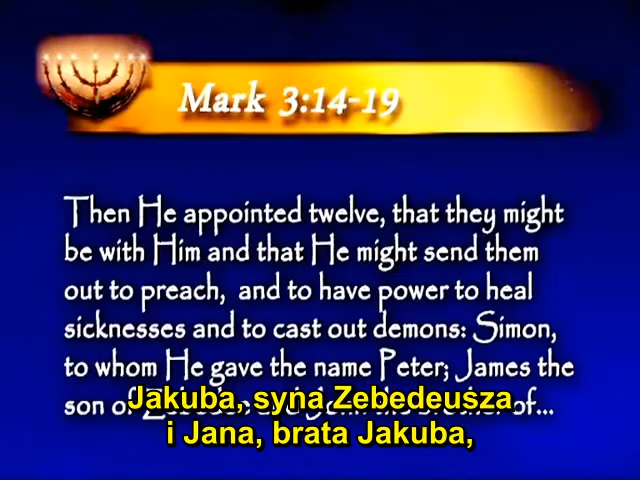 Mark 3:14-19
Then He appointed twelve, that they might
be with Him and that He might send them
out to preach, and to have power to heal
sicknesses and to cast out demons: Simon,
to whom He gave the name Peter; James the
son of of...
Jakuba, syna Zebedeusza
i Jana, brata Jakuba,